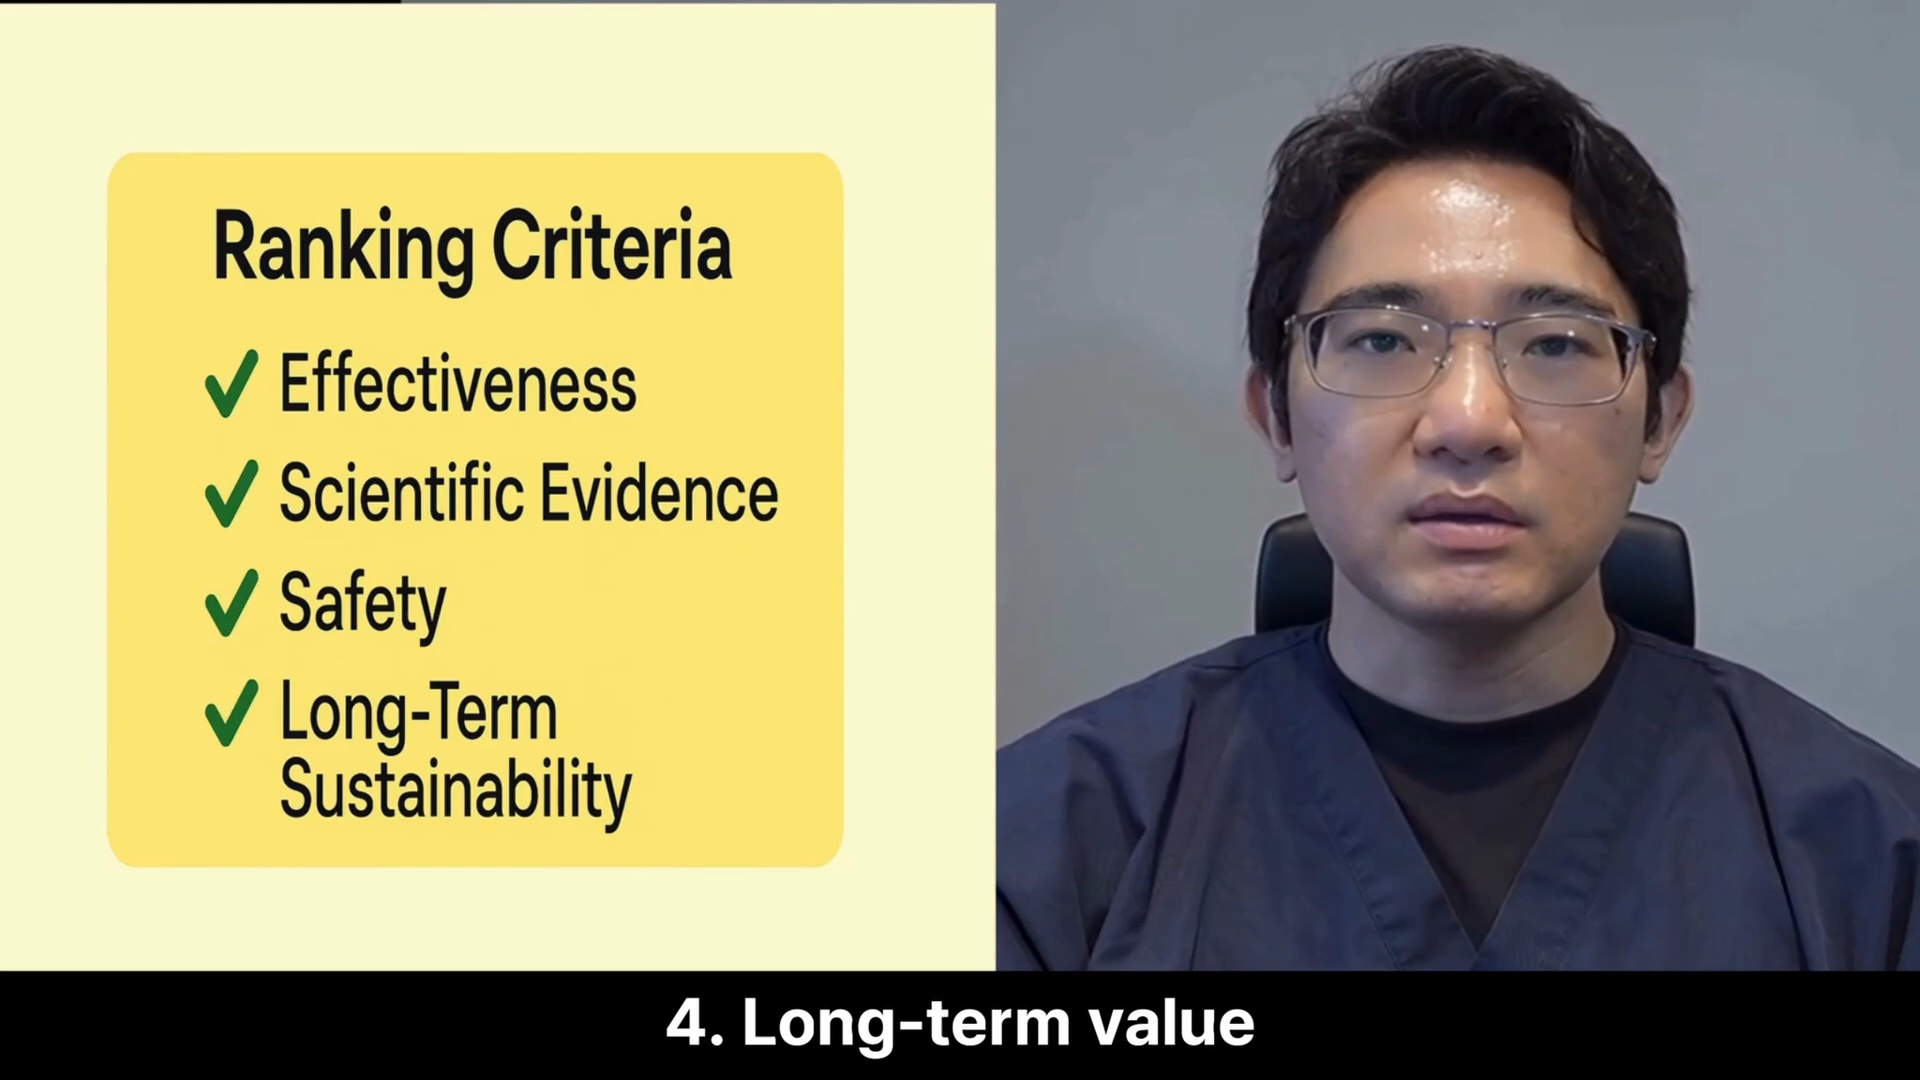 Ranking Criteria
Effectiveness
Scientific Evidence
Safety
Long-Term
Sustainability
4. Long-term value